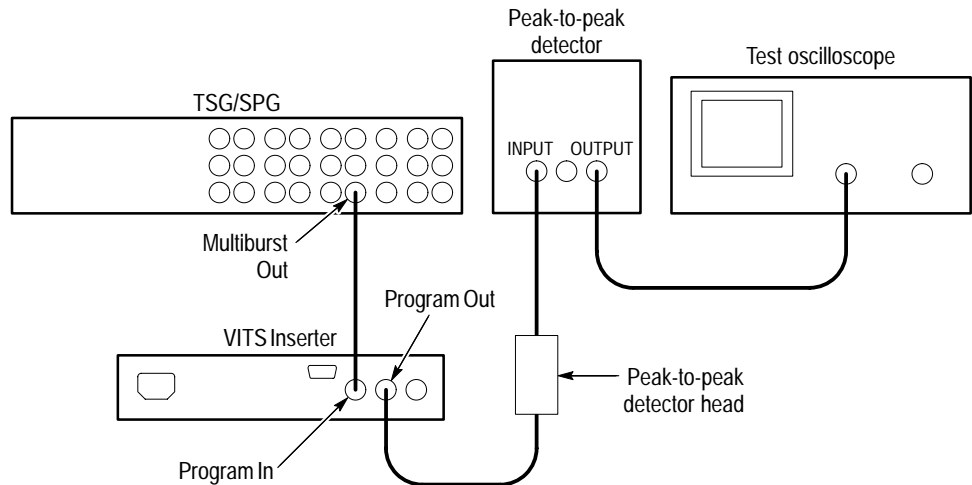 Peak-to-peak
detector
Test oscilloscope
TSG/SPG
INPUT
OUTPUT
Multiburst
Out
Program Out
VITS Inserter
Peak-to-peak
detector head
Program In